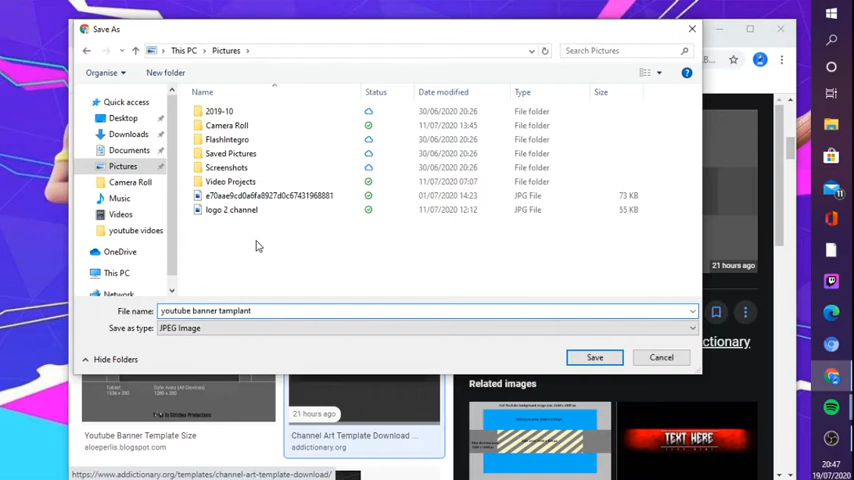 Save As
This PC > Pictures >
Search Pictures
Organise
New folder
Name
Status
Date modified
Type
Size
Quick access
Desktop
Downloads
Documents
Pictures
Camera Roll
Music
Videos
youtube vidoes
OneDrive
This PC
Network
2019-10 30/06/2020 20:26 File folder
Camera Roll 11/07/2020 13:45 File folder
FlashIntegro 30/06/2020 20:26 File folder
Saved Pictures 30/06/2020 20:26 File folder
Screenshots 30/06/2020 20:26 File folder
Video Projects 11/07/2020 07:07 File folder
e70aae9cd0a6fa8927d0c67431968881 01/07/2020 14:23 JPG File 73 KB
logo 2 channel 11/07/2020 12:12 JPG File 55 KB
File name: youtube banner tamplant
Save as type: JPEG Image
Hide Folders
Save
Cancel
B...
21 hours ago
dictionary
Related images
TEXT HERE
Tablet
21 hours ago
Youtube Banner Template Size
aloeperlis.blogspot.com
Channel Art Template Download ...
addictionary.org
https://www.addictionary.org/templates/channel-art-template-download/
11
20:47
19/07/2020